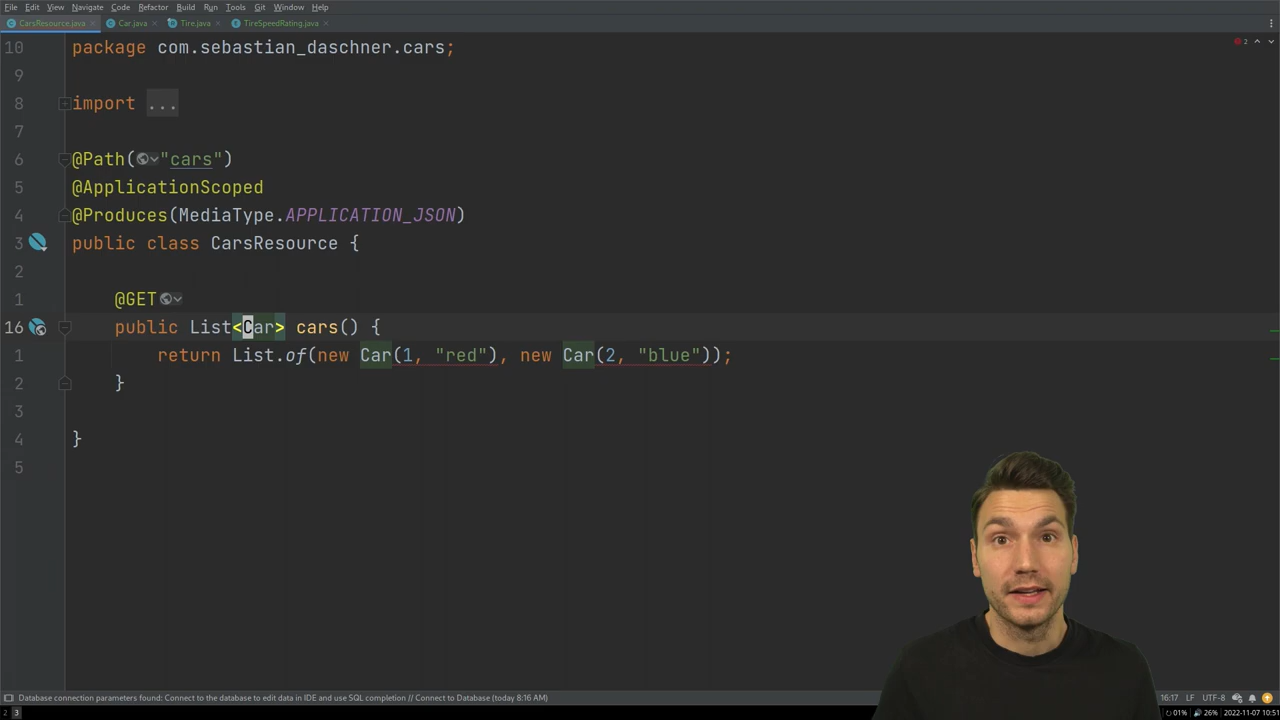 File Edit View Navigate Code Refactor Build Run Tools Git Window Help
CarsResource.java Car.java Tire.java TireSpeedRating.java
10 package com.sebastian_daschner.cars;
2
9
8 import ...
7
6 @Path("cars")
5 @ApplicationScoped
4 @Produces(MediaType.APPLICATION_JSON)
3 public class CarsResource {
2
1 @GET
16 public List<Car> cars() {
1 return List.of(new Car(1, "red"), new Car(2, "blue"));
2 }
3
4 }
5
Database connection parameters found: Connect to the database to edit data in IDE and use SQL completion // Connect to Database (today 8:16 AM)
16:17 LF UTF-8
2 3
01% 26% 2022-11-07 10:51